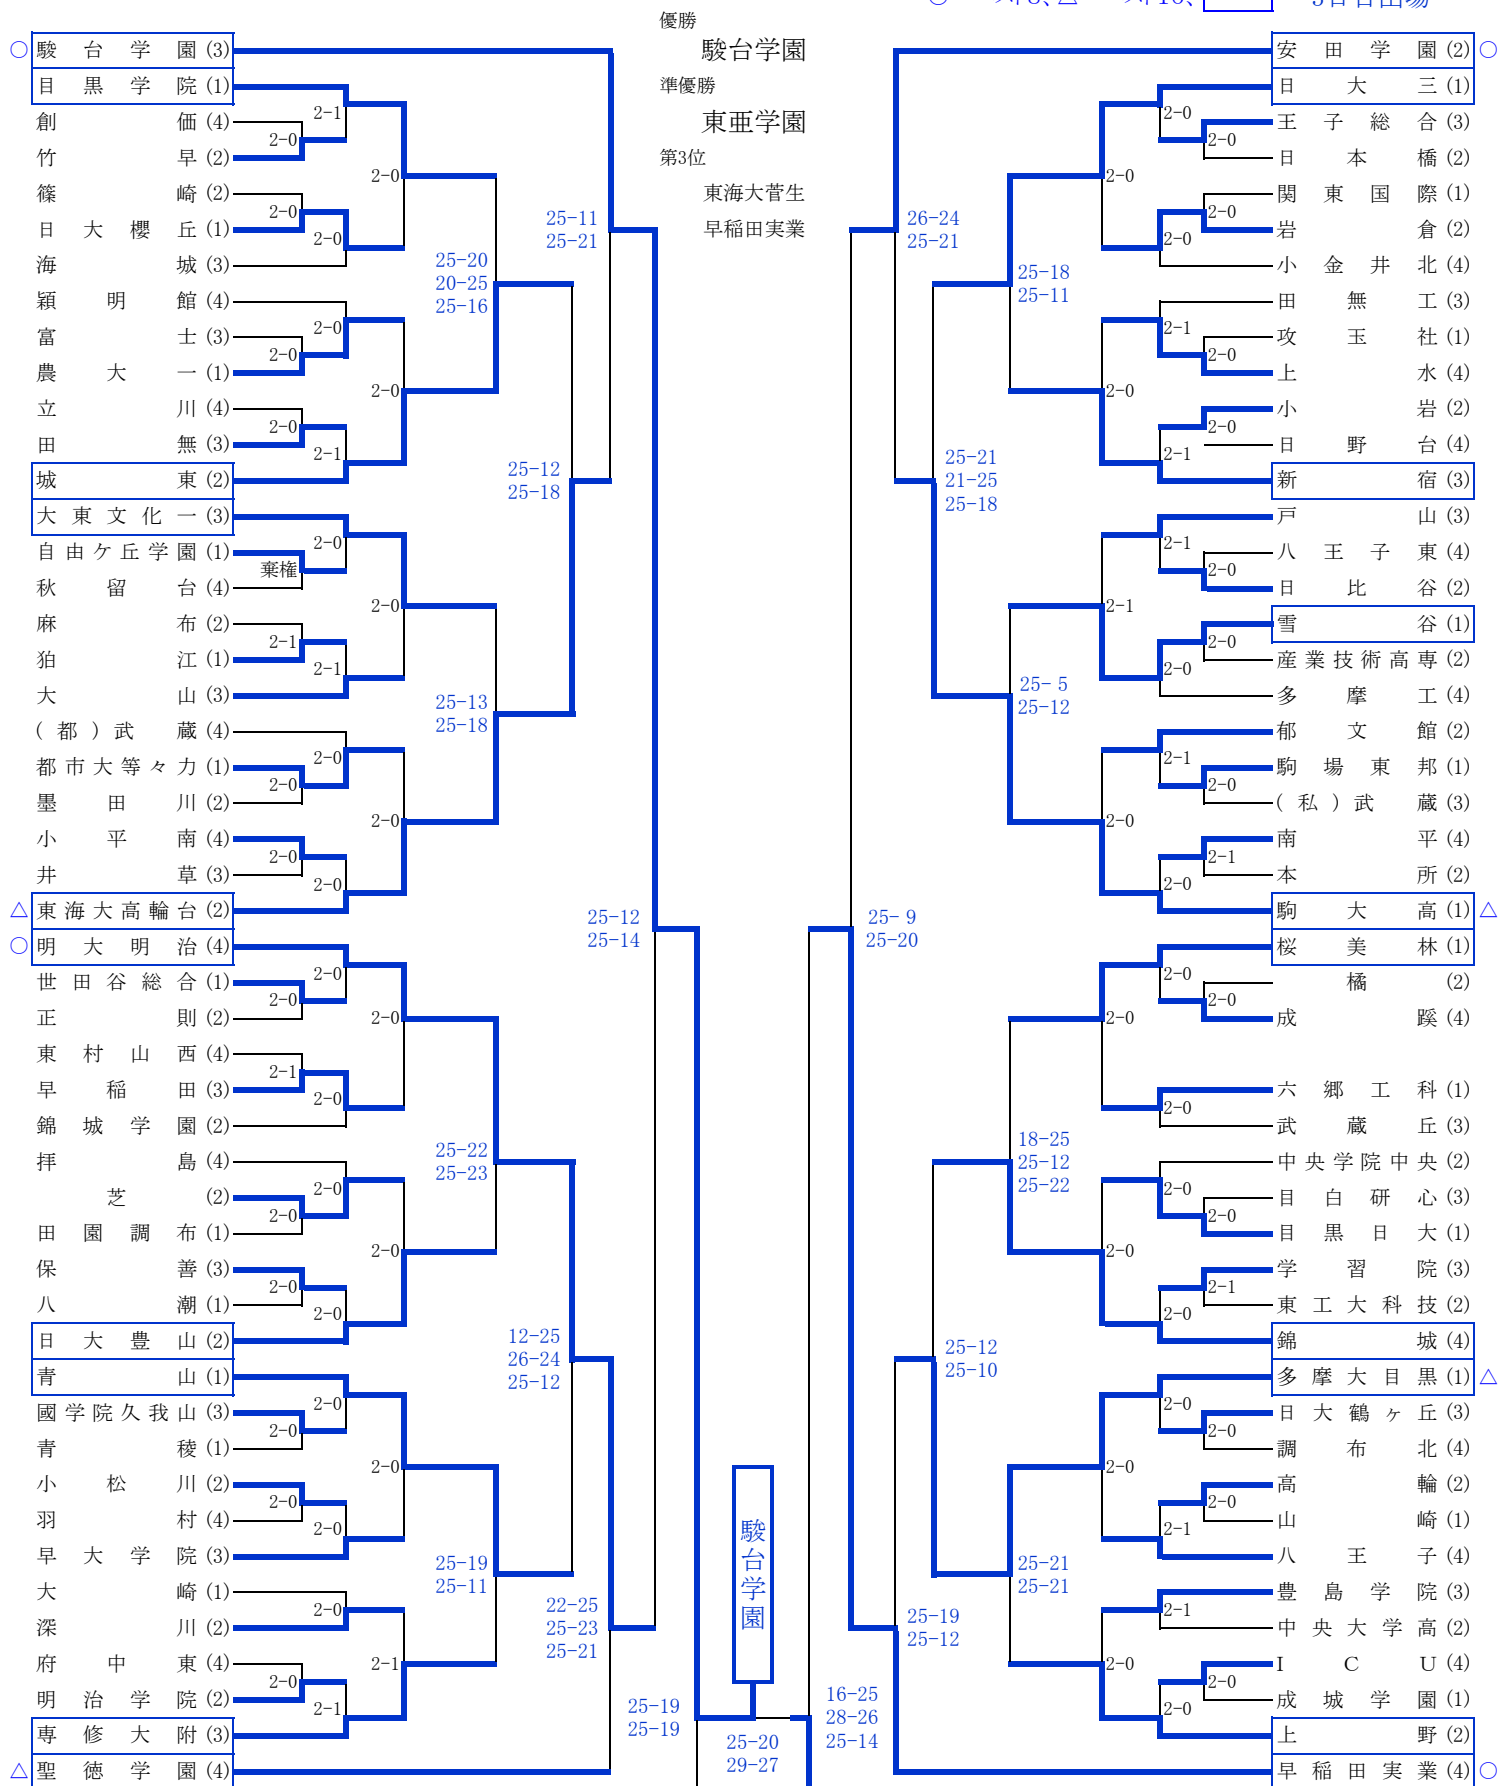 優勝
駿台学園
準優勝
東亜学園
第3位
東海大菅生
早稲田実業
○ 駿台学園 (3)
目黒学院 (1)
創価 (4)
竹早 (2)
篠崎 (2)
日大櫻丘 (1)
海城 (3)
穎明館 (4)
富士 (3)
農大一 (1)
立川 (4)
田無 (3)
城東 (2)
大東文化一 (3)
自由ケ丘学園 (1)
秋留台 (4)
麻布 (2)
狛江 (1)
大山 (3)
(都)武蔵 (4)
都市大等々力 (1)
墨田川 (2)
小平南 (4)
井草 (3)
△ 東海大高輪台 (2)
○ 明大明治 (4)
世田谷総合 (1)
正則 (2)
東村山西 (4)
早稲田 (3)
錦城学園 (2)
拝島 (4)
芝 (2)
田園調布 (1)
保善 (3)
八潮 (1)
日大豊山 (2)
青山 (1)
國学院久我山 (3)
青稜 (1)
小松川 (2)
羽村 (4)
早大学院 (3)
大崎 (1)
深川 (2)
府中東 (4)
明治学院 (2)
専修大附 (3)
△ 聖徳学園 (4)
2-1
2-0
2-0
2-0
2-0
2-0
2-0
2-0
2-0
2-1
2-0
棄権
2-0
2-1
2-1
2-0
2-0
2-0
2-0
2-0
2-0
2-0
2-0
2-1
2-0
2-0
2-0
2-0
2-0
2-0
2-0
2-0
2-0
2-0
2-0
2-0
2-1
2-0
2-1
25-20
20-25
25-16
25-13
25-18
25-22
25-23
25-19
25-11
25-12
25-18
12-25
26-24
25-12
25-11
25-21
22-25
25-23
25-21
25-12
25-14
25-19
25-19
駿台学園
25-20
29-27
16-25
28-26
25-14
25- 9
25-20
26-24
25-21
25-19
25-12
25-21
21-25
25-18
25-12
25-10
25-18
25-11
25- 5
25-12
18-25
25-12
25-22
25-21
25-21
2-0
2-0
2-0
2-0
2-0
2-1
2-0
2-0
2-0
2-1
2-1
2-0
2-1
2-0
2-0
2-1
2-0
2-0
2-1
2-0
2-0
2-0
2-0
2-0
2-0
2-0
2-0
2-1
2-0
2-0
2-0
2-0
2-0
2-1
2-1
2-0
2-0
2-0
安田学園 (2) ○
日大三 (1)
王子総合 (3)
日本橋 (2)
関東国際 (1)
岩倉 (2)
小金井北 (4)
田無工 (3)
攻玉社 (1)
上水 (4)
小岩 (2)
日野台 (4)
新宿 (3)
戸山 (3)
八王子東 (4)
日比谷 (2)
雪谷 (1)
産業技術高専 (2)
多摩工 (4)
郁文館 (2)
駒場東邦 (1)
(私)武蔵 (3)
南平 (4)
本所 (2)
駒大高 (1) △
桜美林 (1)
橘 (2)
成蹊 (4)
六郷工科 (1)
武蔵丘 (3)
中央学院中央 (2)
目白研心 (3)
目黒日大 (1)
学習院 (3)
東工大科技 (2)
錦城 (4)
多摩大目黒 (1) △
日大鶴ヶ丘 (3)
調布北 (4)
高輪 (2)
山崎 (1)
八王子 (4)
豊島学院 (3)
中央大学高 (2)
ICU (4)
成城学園 (1)
上野 (2)
早稲田実業 (4) ○